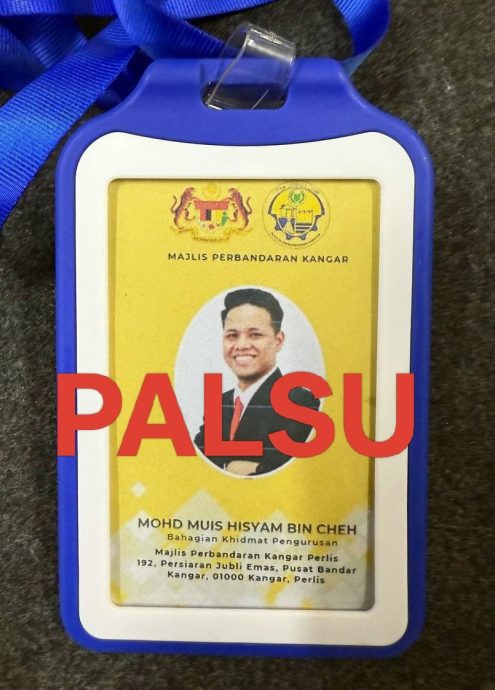 MAJLIS PERBANDARAN KANGAR
PALSU
MOHD MUIS HISYAM BIN CHEH
Bahagian Khidmat Pengurusan
Majlis Perbandaran Kangar Perlis
192, Persiaran Jubli Emas, Pusat Bandar
Kangar, 01000 Kangar, Perlis